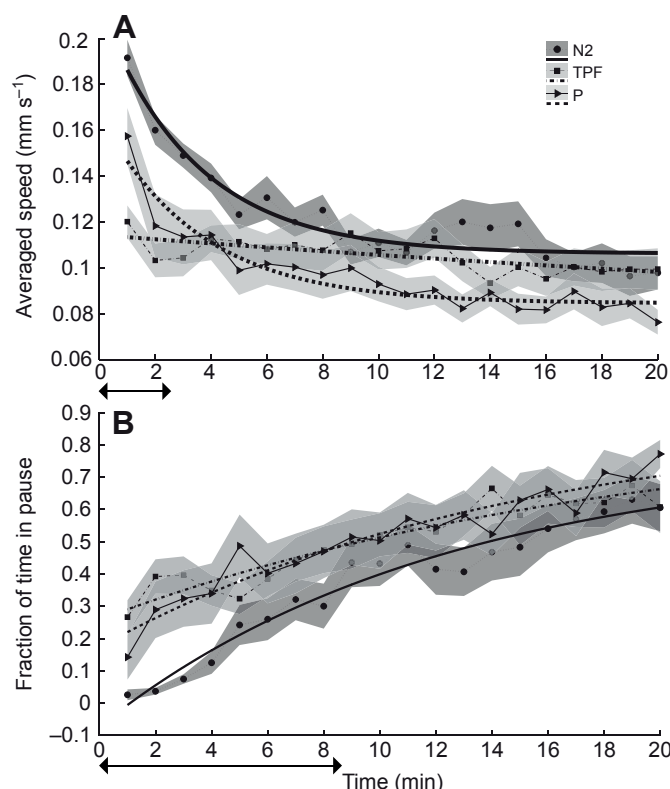 A
0.2
0.18
0.16
0.14
0.12
0.1
0.08
0.06
Averaged speed (mm s⁻¹)
N2
TPF
P
0 2 4 6 8 10 12 14 16 18 20
B
0.9
0.8
0.7
0.6
0.5
0.4
0.3
0.2
0.1
0
–0.1
Fraction of time in pause
0 2 4 6 8 10 12 14 16 18 20
Time (min)